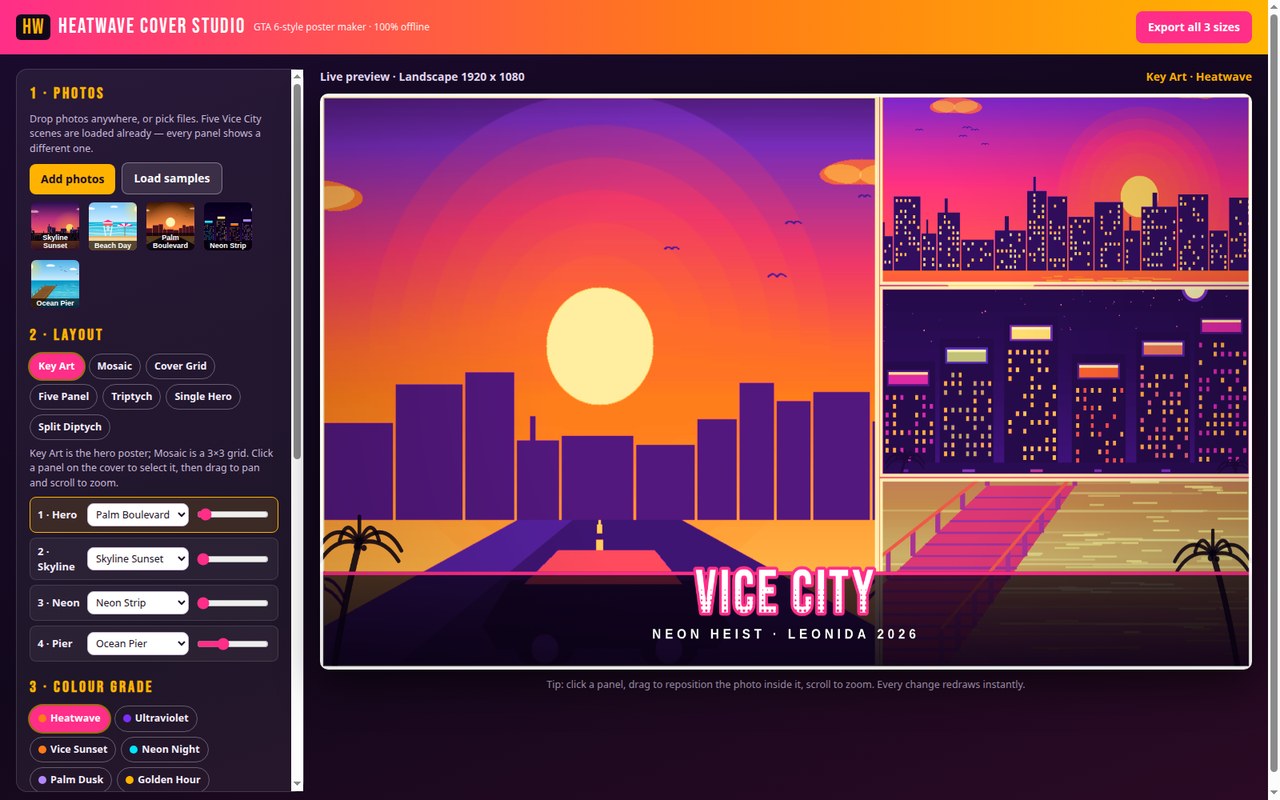 HW HEATWAVE COVER STUDIO GTA 6-style poster maker · 100% offline Export all 3 sizes
1 · PHOTOS
Drop photos anywhere, or pick files. Five Vice City
scenes are loaded already — every panel shows a
different one.
Add photos Load samples
Skyline
Sunset
Beach Day
Palm
Boulevard
Neon Strip
Ocean Pier
2 · LAYOUT
Key Art Mosaic Cover Grid
Five Panel Triptych Single Hero
Split Diptych
Key Art is the hero poster; Mosaic is a 3×3 grid. Click
a panel on the cover to select it, then drag to pan
and scroll to zoom.
1 · Hero Palm Boulevard
2 ·
Skyline
Skyline Sunset
3 · Neon Neon Strip
4 · Pier Ocean Pier
3 · COLOUR GRADE
Heatwave Ultraviolet
Vice Sunset Neon Night
Palm Dusk Golden Hour
Live preview · Landscape 1920 x 1080 Key Art · Heatwave
VICE CITY
NEON HEIST · LEONIDA 2026
Tip: click a panel, drag to reposition the photo inside it, scroll to zoom. Every change redraws instantly.